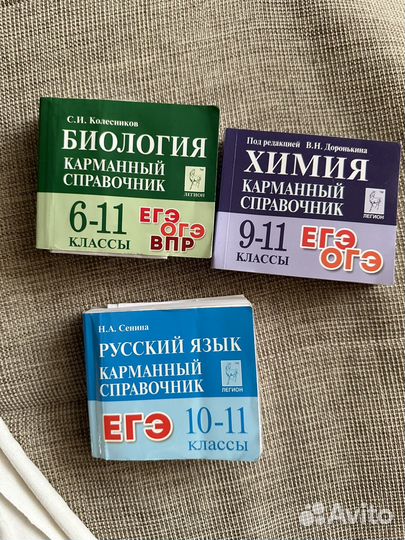 С.И. Колесников
БИОЛОГИЯ
КАРМАННЫЙ
СПРАВОЧНИК
ЛЕГИОН
6-11
КЛАССЫ
ЕГЭ
ОГЭ
ВПР
Под редакцией В.Н. Доронькина
ХИМИЯ
КАРМАННЫЙ
СПРАВОЧНИК
ЛЕГИОН
9-11
КЛАССЫ
ЕГЭ
ОГЭ
Н.А. Сенина
РУССКИЙ ЯЗЫК
КАРМАННЫЙ
СПРАВОЧНИК
ЛЕГИОН
ЕГЭ
10-11
КЛАССЫ
Avito